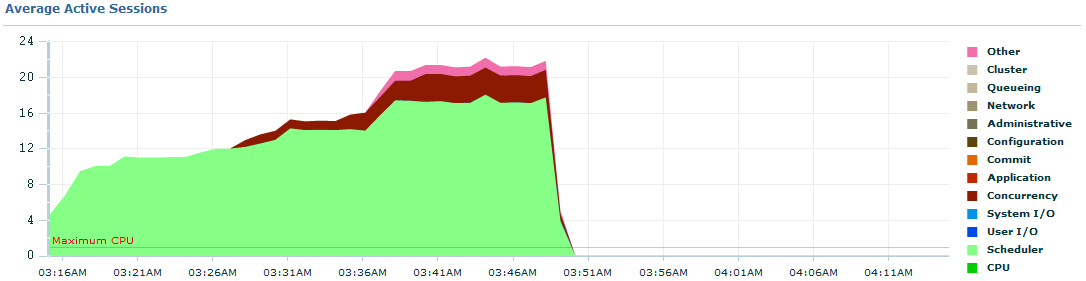 Average Active Sessions
24
20
16
12
8
4
0
Maximum CPU
03:16AM 03:21AM 03:26AM 03:31AM 03:36AM 03:41AM 03:46AM 03:51AM 03:56AM 04:01AM 04:06AM 04:11AM
Other
Cluster
Queueing
Network
Administrative
Configuration
Commit
Application
Concurrency
System I/O
User I/O
Scheduler
CPU